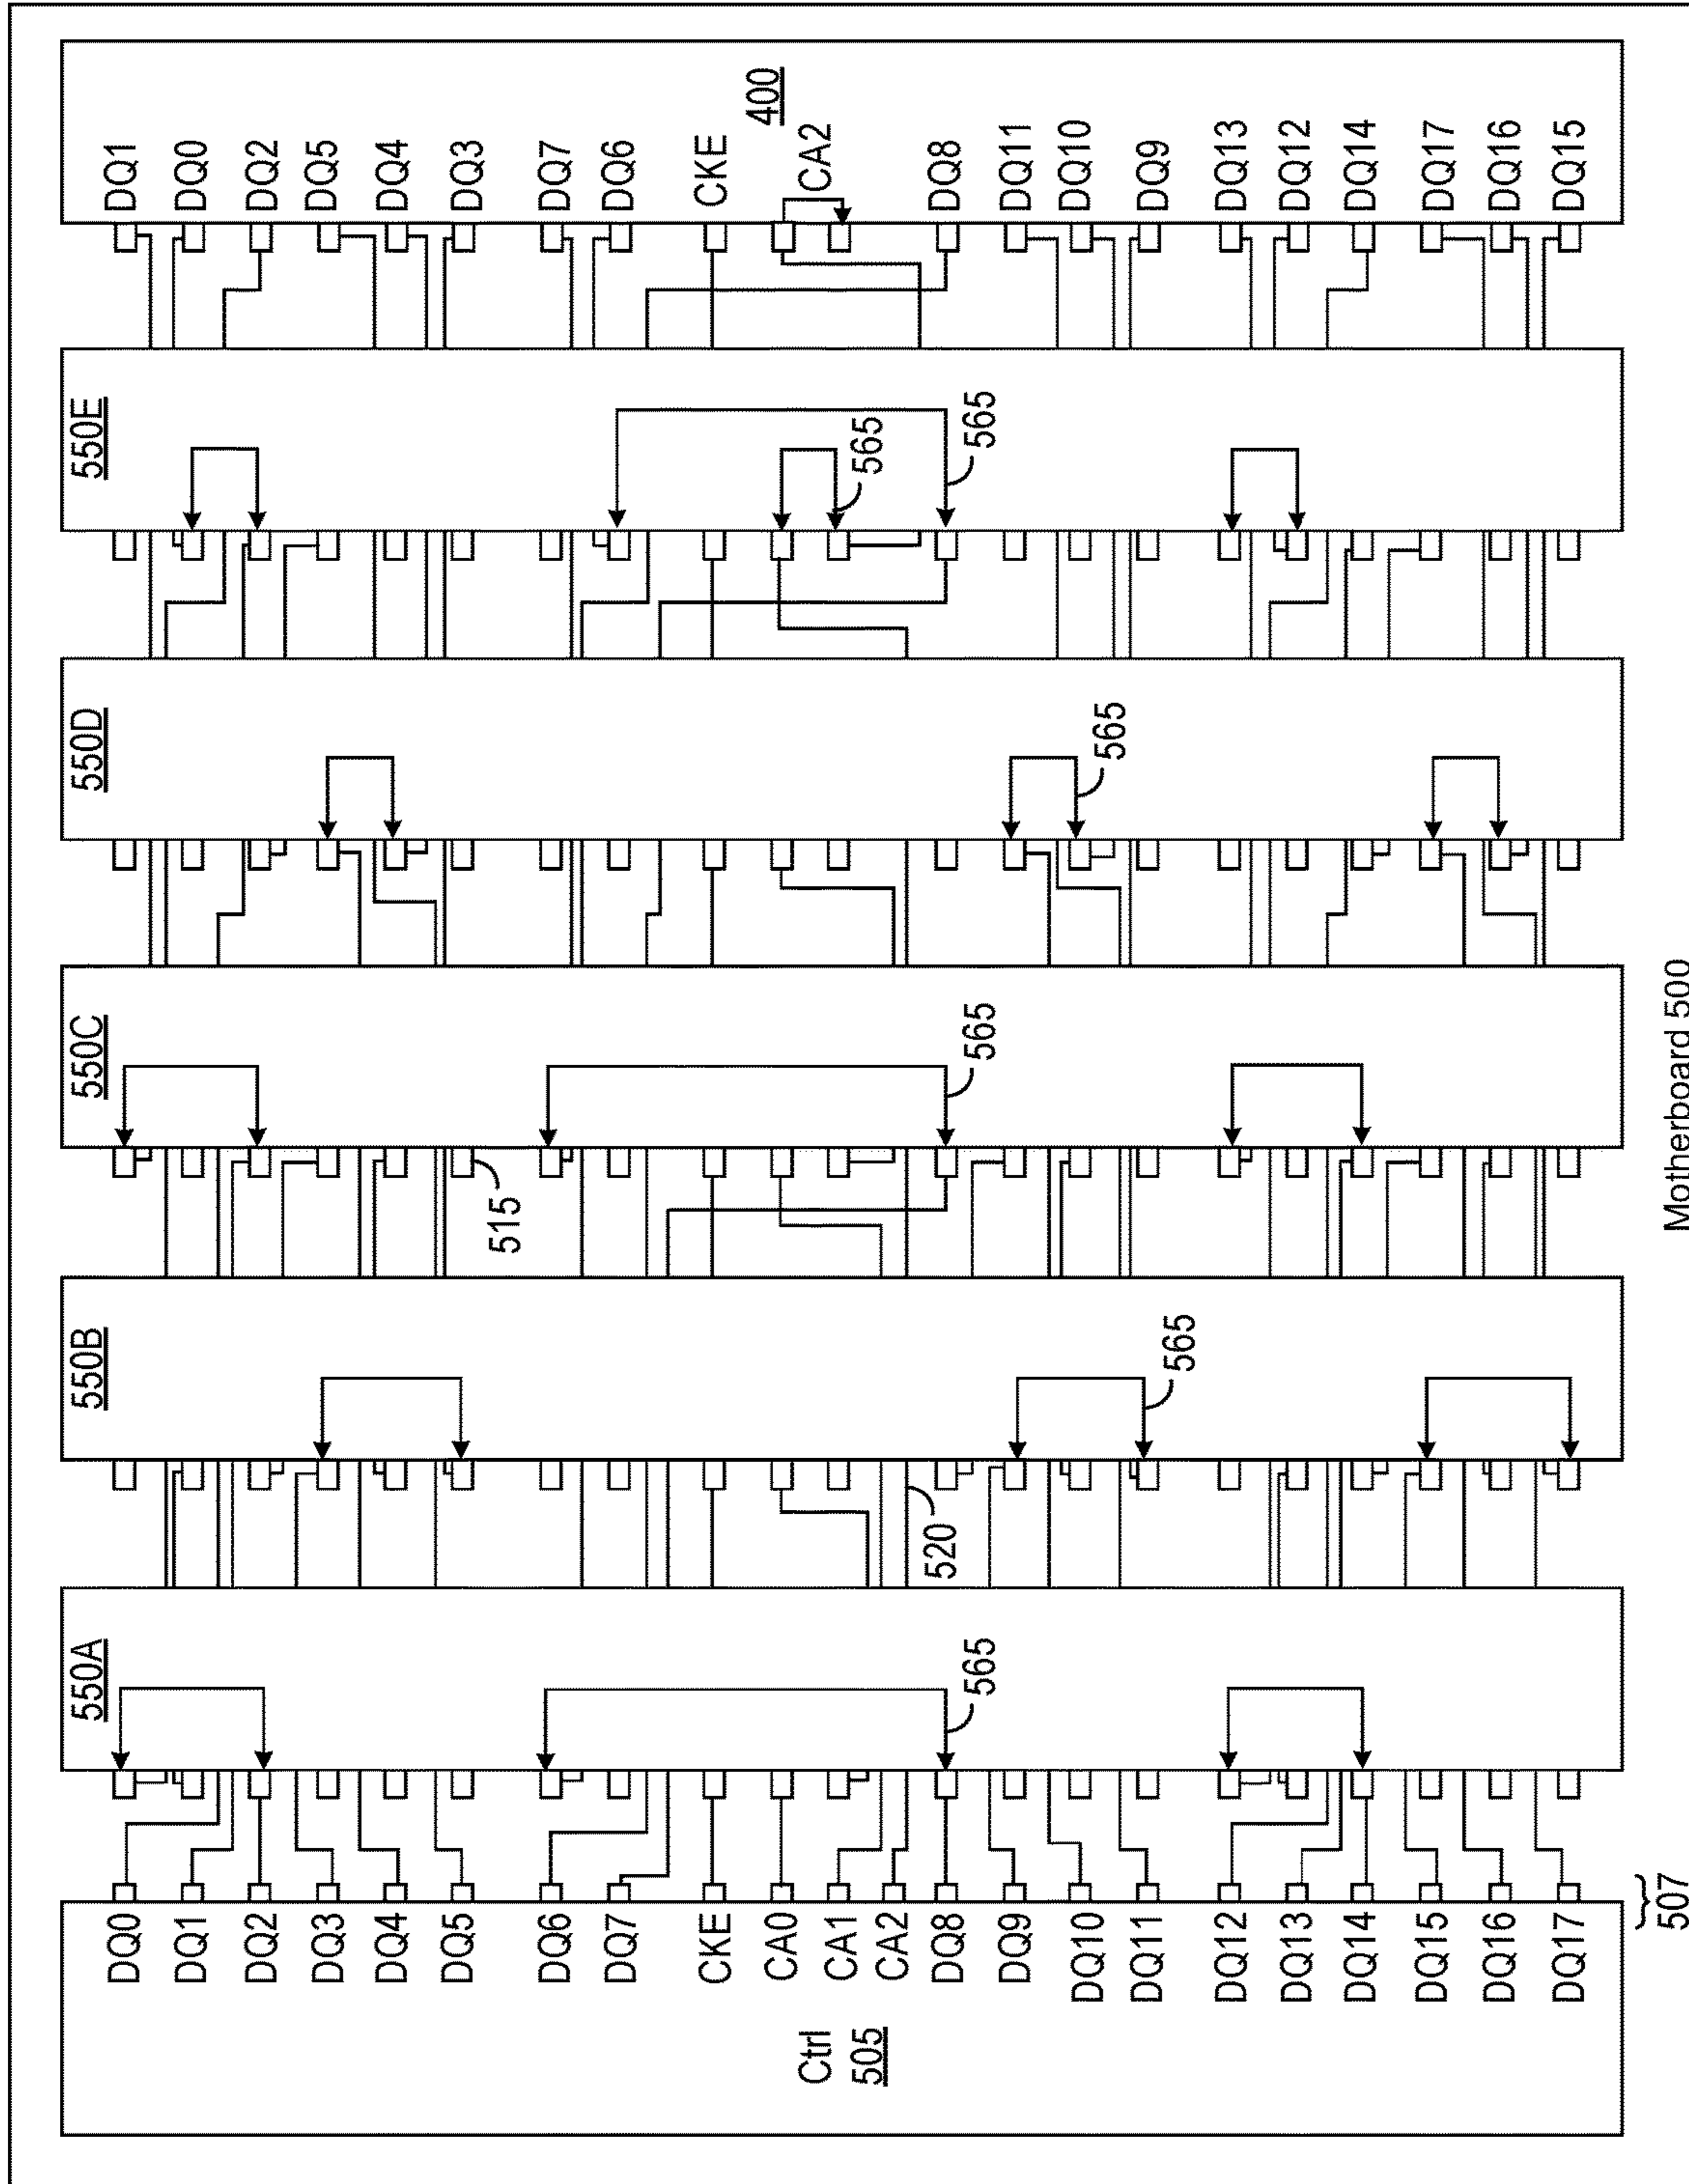 DQ1
DQ0
DQ2
DQ5
DQ4
DQ3
DQ7
DQ6
CKE
400
CA2
DQ8
DQ11
DQ10
DQ9
DQ13
DQ12
DQ14
DQ17
DQ16
DQ15
550E
565
565
550D
565
550C
565
515
550B
565
520
550A
565
DQ0
DQ1
DQ2
DQ3
DQ4
DQ5
DQ6
DQ7
CKE
CA0
CA1
CA2
DQ8
DQ9
DQ10
DQ11
DQ12
DQ13
DQ14
DQ15
DQ16
DQ17
507
Ctrl
505
Motherboard 500